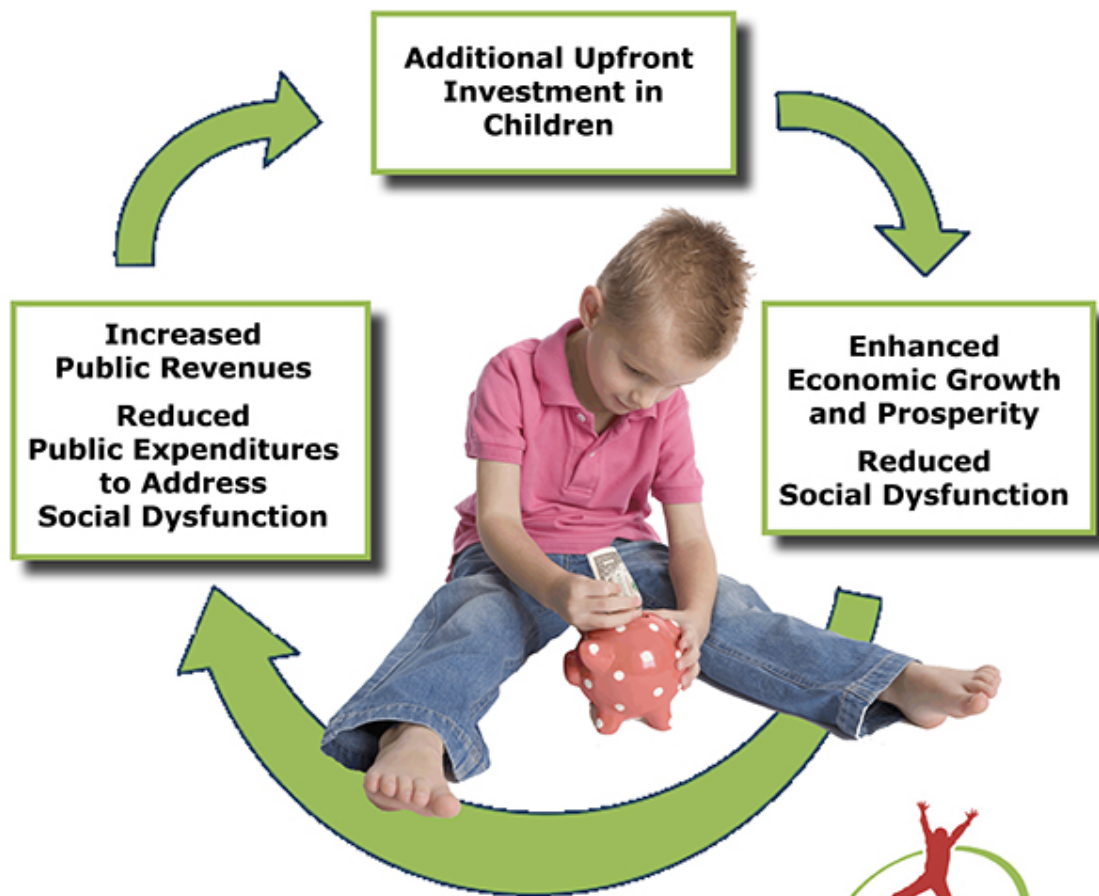 Additional Upfront
Investment in
Children
Increased
Public Revenues
Reduced
Public Expenditures
to Address
Social Dysfunction
Enhanced
Economic Growth
and Prosperity
Reduced
Social Dysfunction